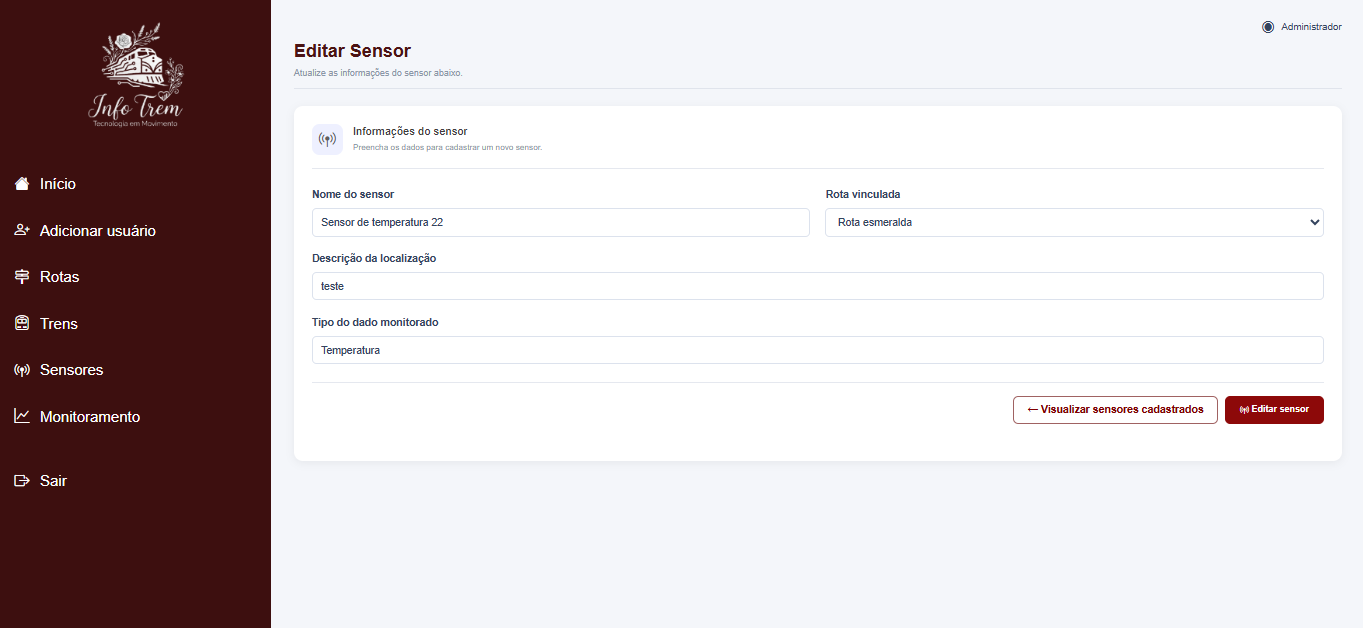 Info Trem
Tecnologia em Movimento
Início
Adicionar usuário
Rotas
Trens
Sensores
Monitoramento
Sair
Administrador
Editar Sensor
Atualize as informações do sensor abaixo.
Informações do sensor
Preencha os dados para cadastrar um novo sensor.
Nome do sensor
Sensor de temperatura 22
Rota vinculada
Rota esmeralda
Descrição da localização
teste
Tipo do dado monitorado
Temperatura
← Visualizar sensores cadastrados
Editar sensor